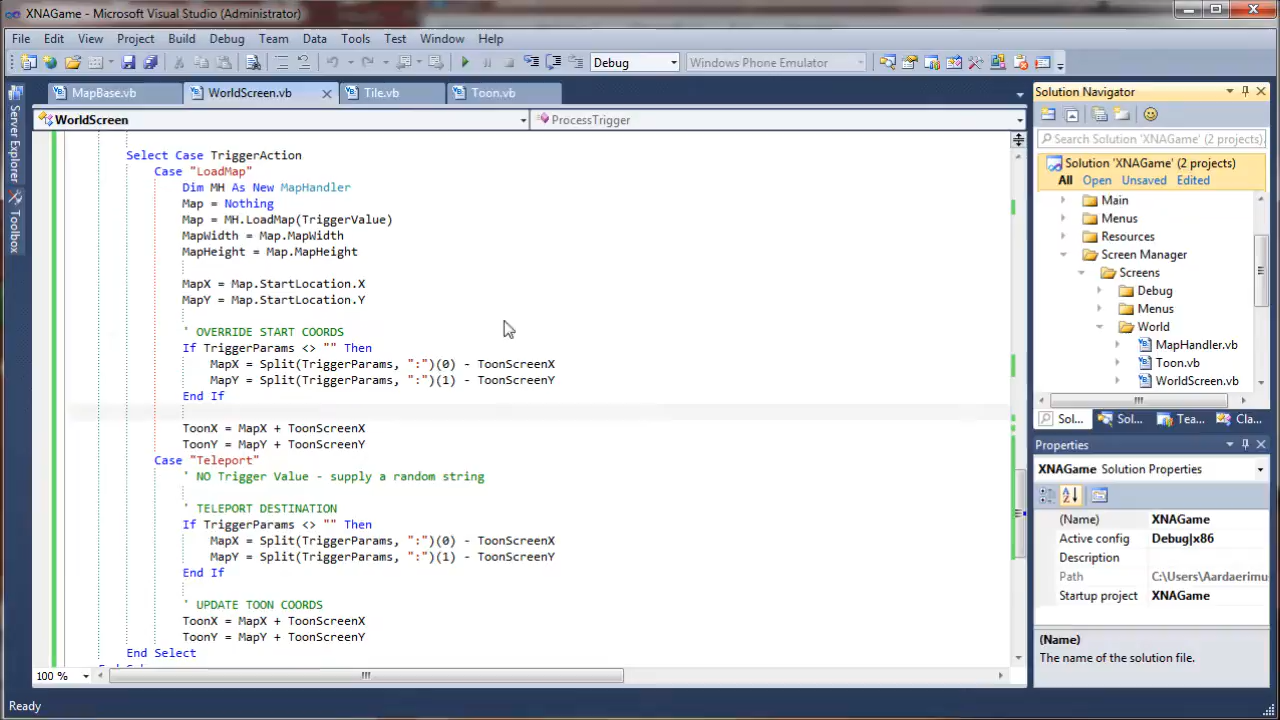 XNAGame - Microsoft Visual Studio (Administrator)
File Edit View Project Build Debug Team Data Tools Test Window Help
Debug Windows Phone Emulator
MapBase.vb WorldScreen.vb Tile.vb Toon.vb
WorldScreen ProcessTrigger
Server Explorer
Toolbox
Select Case TriggerAction
Case "LoadMap"
Dim MH As New MapHandler
Map = Nothing
Map = MH.LoadMap(TriggerValue)
MapWidth = Map.MapWidth
MapHeight = Map.MapHeight
MapX = Map.StartLocation.X
MapY = Map.StartLocation.Y
' OVERRIDE START COORDS
If TriggerParams <> "" Then
MapX = Split(TriggerParams, ":")(0) - ToonScreenX
MapY = Split(TriggerParams, ":")(1) - ToonScreenY
End If
ToonX = MapX + ToonScreenX
ToonY = MapY + ToonScreenY
Case "Teleport"
' NO Trigger Value - supply a random string
' TELEPORT DESTINATION
If TriggerParams <> "" Then
MapX = Split(TriggerParams, ":")(0) - ToonScreenX
MapY = Split(TriggerParams, ":")(1) - ToonScreenY
End If
' UPDATE TOON COORDS
ToonX = MapX + ToonScreenX
ToonY = MapY + ToonScreenY
End Select
100 %
Ready
Solution Navigator
Search Solution 'XNAGame' (2 projects)
Solution 'XNAGame' (2 projects)
All Open Unsaved Edited
Main
Menus
Resources
Screen Manager
Screens
Debug
Menus
World
MapHandler.vb
Toon.vb
WorldScreen.vb
Sol... Sol... Tea... Cla...
Properties
XNAGame Solution Properties
(Name) XNAGame
Active config Debug|x86
Description
Path C:\Users\Aardaerimu
Startup project XNAGame
(Name)
The name of the solution file.